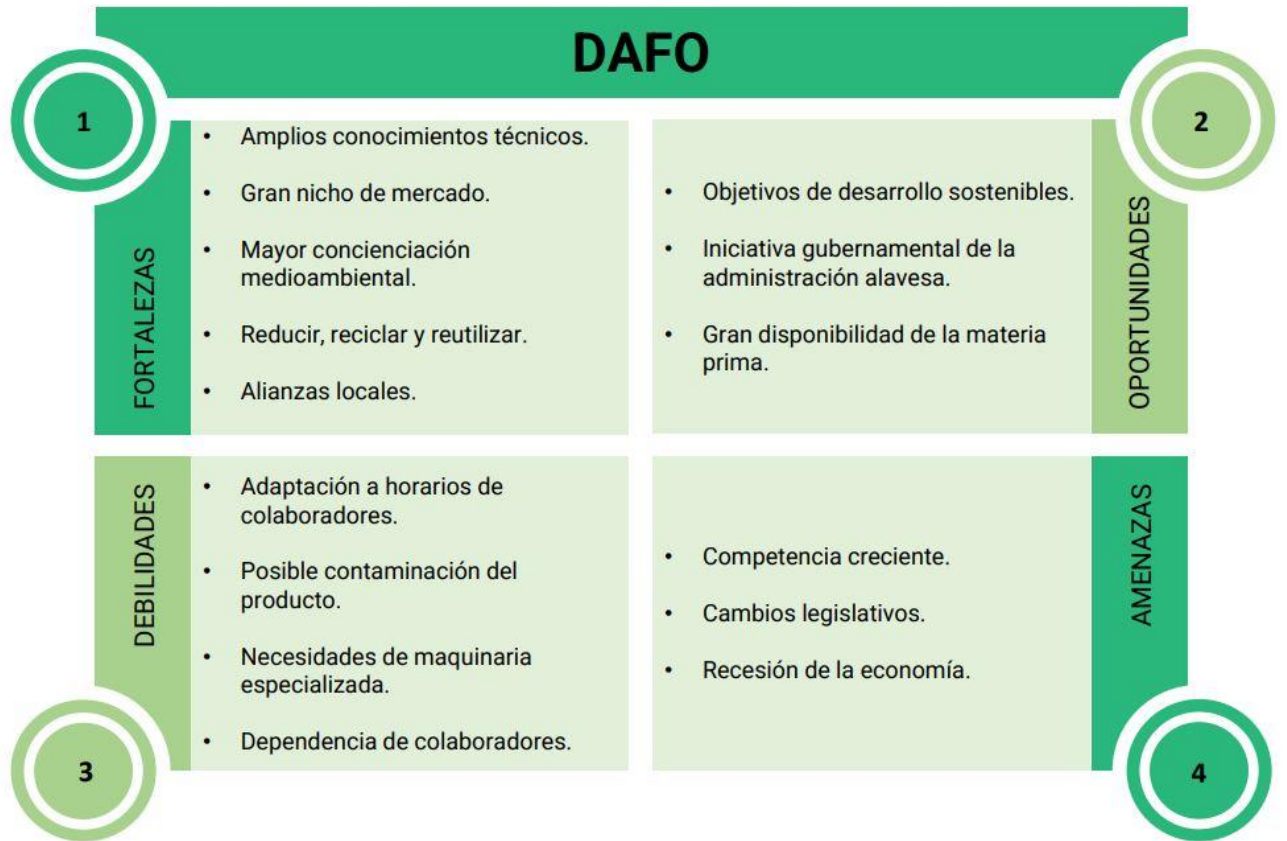 DAFO
1
FORTALEZAS
• Amplios conocimientos técnicos.
• Gran nicho de mercado.
• Mayor concienciación
medioambiental.
• Reducir, reciclar y reutilizar.
• Alianzas locales.
2
OPORTUNIDADES
• Objetivos de desarrollo sostenibles.
• Iniciativa gubernamental de la
administración alavesa.
• Gran disponibilidad de la materia
prima.
3
DEBILIDADES
• Adaptación a horarios de
colaboradores.
• Posible contaminación del
producto.
• Necesidades de maquinaria
especializada.
• Dependencia de colaboradores.
4
AMENAZAS
• Competencia creciente.
• Cambios legislativos.
• Recesión de la economía.